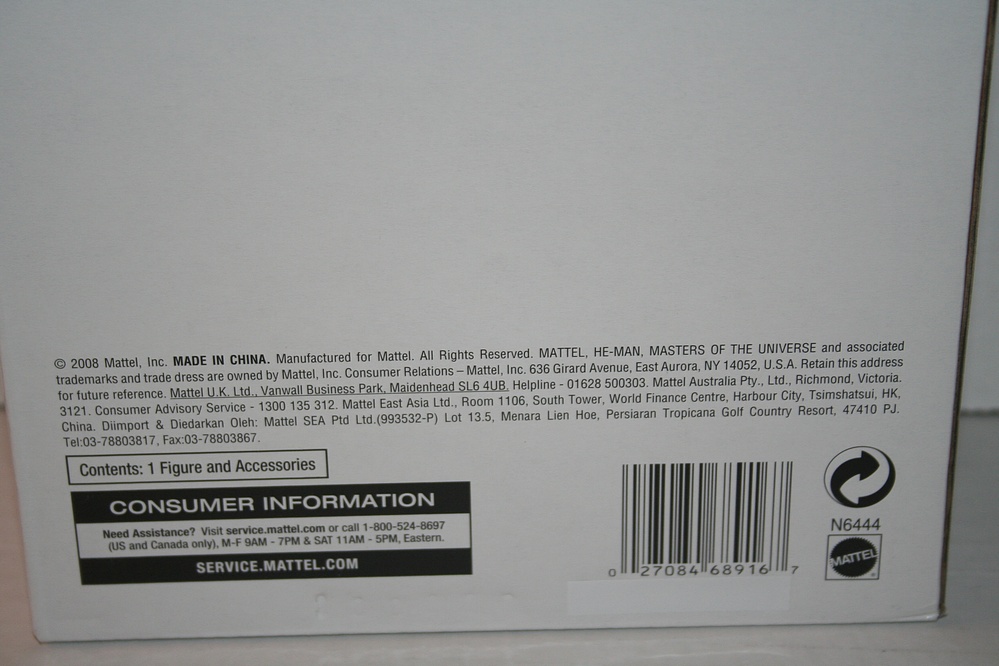 © 2008 Mattel, Inc. MADE IN CHINA. Manufactured for Mattel. All Rights Reserved. MATTEL, HE-MAN, MASTERS OF THE UNIVERSE and associated
trademarks and trade dress are owned by Mattel, Inc. Consumer Relations – Mattel, Inc. 636 Girard Avenue, East Aurora, NY 14052, U.S.A. Retain this address
for future reference. Mattel U.K. Ltd., Vanwall Business Park, Maidenhead SL6 4UB. Helpline - 01628 500303. Mattel Australia Pty., Ltd., Richmond, Victoria.
3121. Consumer Advisory Service - 1300 135 312. Mattel East Asia Ltd., Room 1106, South Tower, World Finance Centre, Harbour City, Tsimshatsui, HK,
China. Diimport & Diedarkan Oleh: Mattel SEA Ptd Ltd.(993532-P) Lot 13.5, Menara Lien Hoe, Persiaran Tropicana Golf Country Resort, 47410 PJ.
Tel:03-78803817, Fax:03-78803867.
Contents: 1 Figure and Accessories
CONSUMER INFORMATION
Need Assistance? Visit service.mattel.com or call 1-800-524-8697
(US and Canada only), M-F 9AM - 7PM & SAT 11AM - 5PM, Eastern.
SERVICE.MATTEL.COM
0 27084 68916 7
N6444
MATTEL